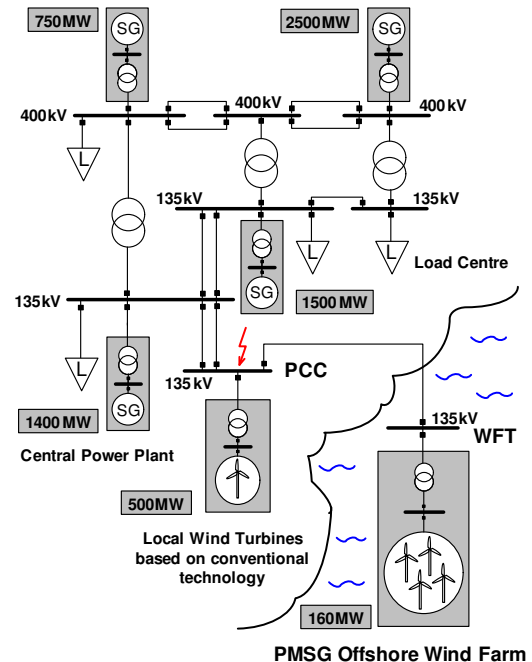 750MW
SG
2500MW
SG
400kV
400kV
400kV
L
135kV
135kV
L
L
Load Centre
SG
1500MW
135kV
L
SG
1400MW
Central Power Plant
135kV
PCC
135kV
WFT
500MW
Local Wind Turbines
based on conventional
technology
160MW
PMSG Offshore Wind Farm